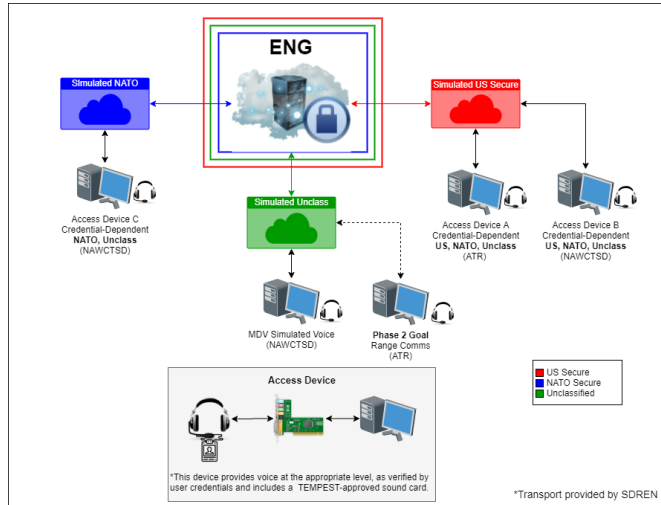 ENG
Simulated NATO
Simulated US Secure
Simulated Unclass
Access Device C
Credential-Dependent
NATO, Unclass
(NAWCTSD)
Access Device A
Credential-Dependent
US, NATO, Unclass
(ATR)
Access Device B
Credential-Dependent
US, NATO, Unclass
(NAWCTSD)
MDV Simulated Voice
(NAWCTSD)
Phase 2 Goal
Range Comms
(ATR)
US Secure
NATO Secure
Unclassified
Access Device
*This device provides voice at the appropriate level, as verified by
user credentials and includes a TEMPEST-approved sound card.
*Transport provided by SDREN